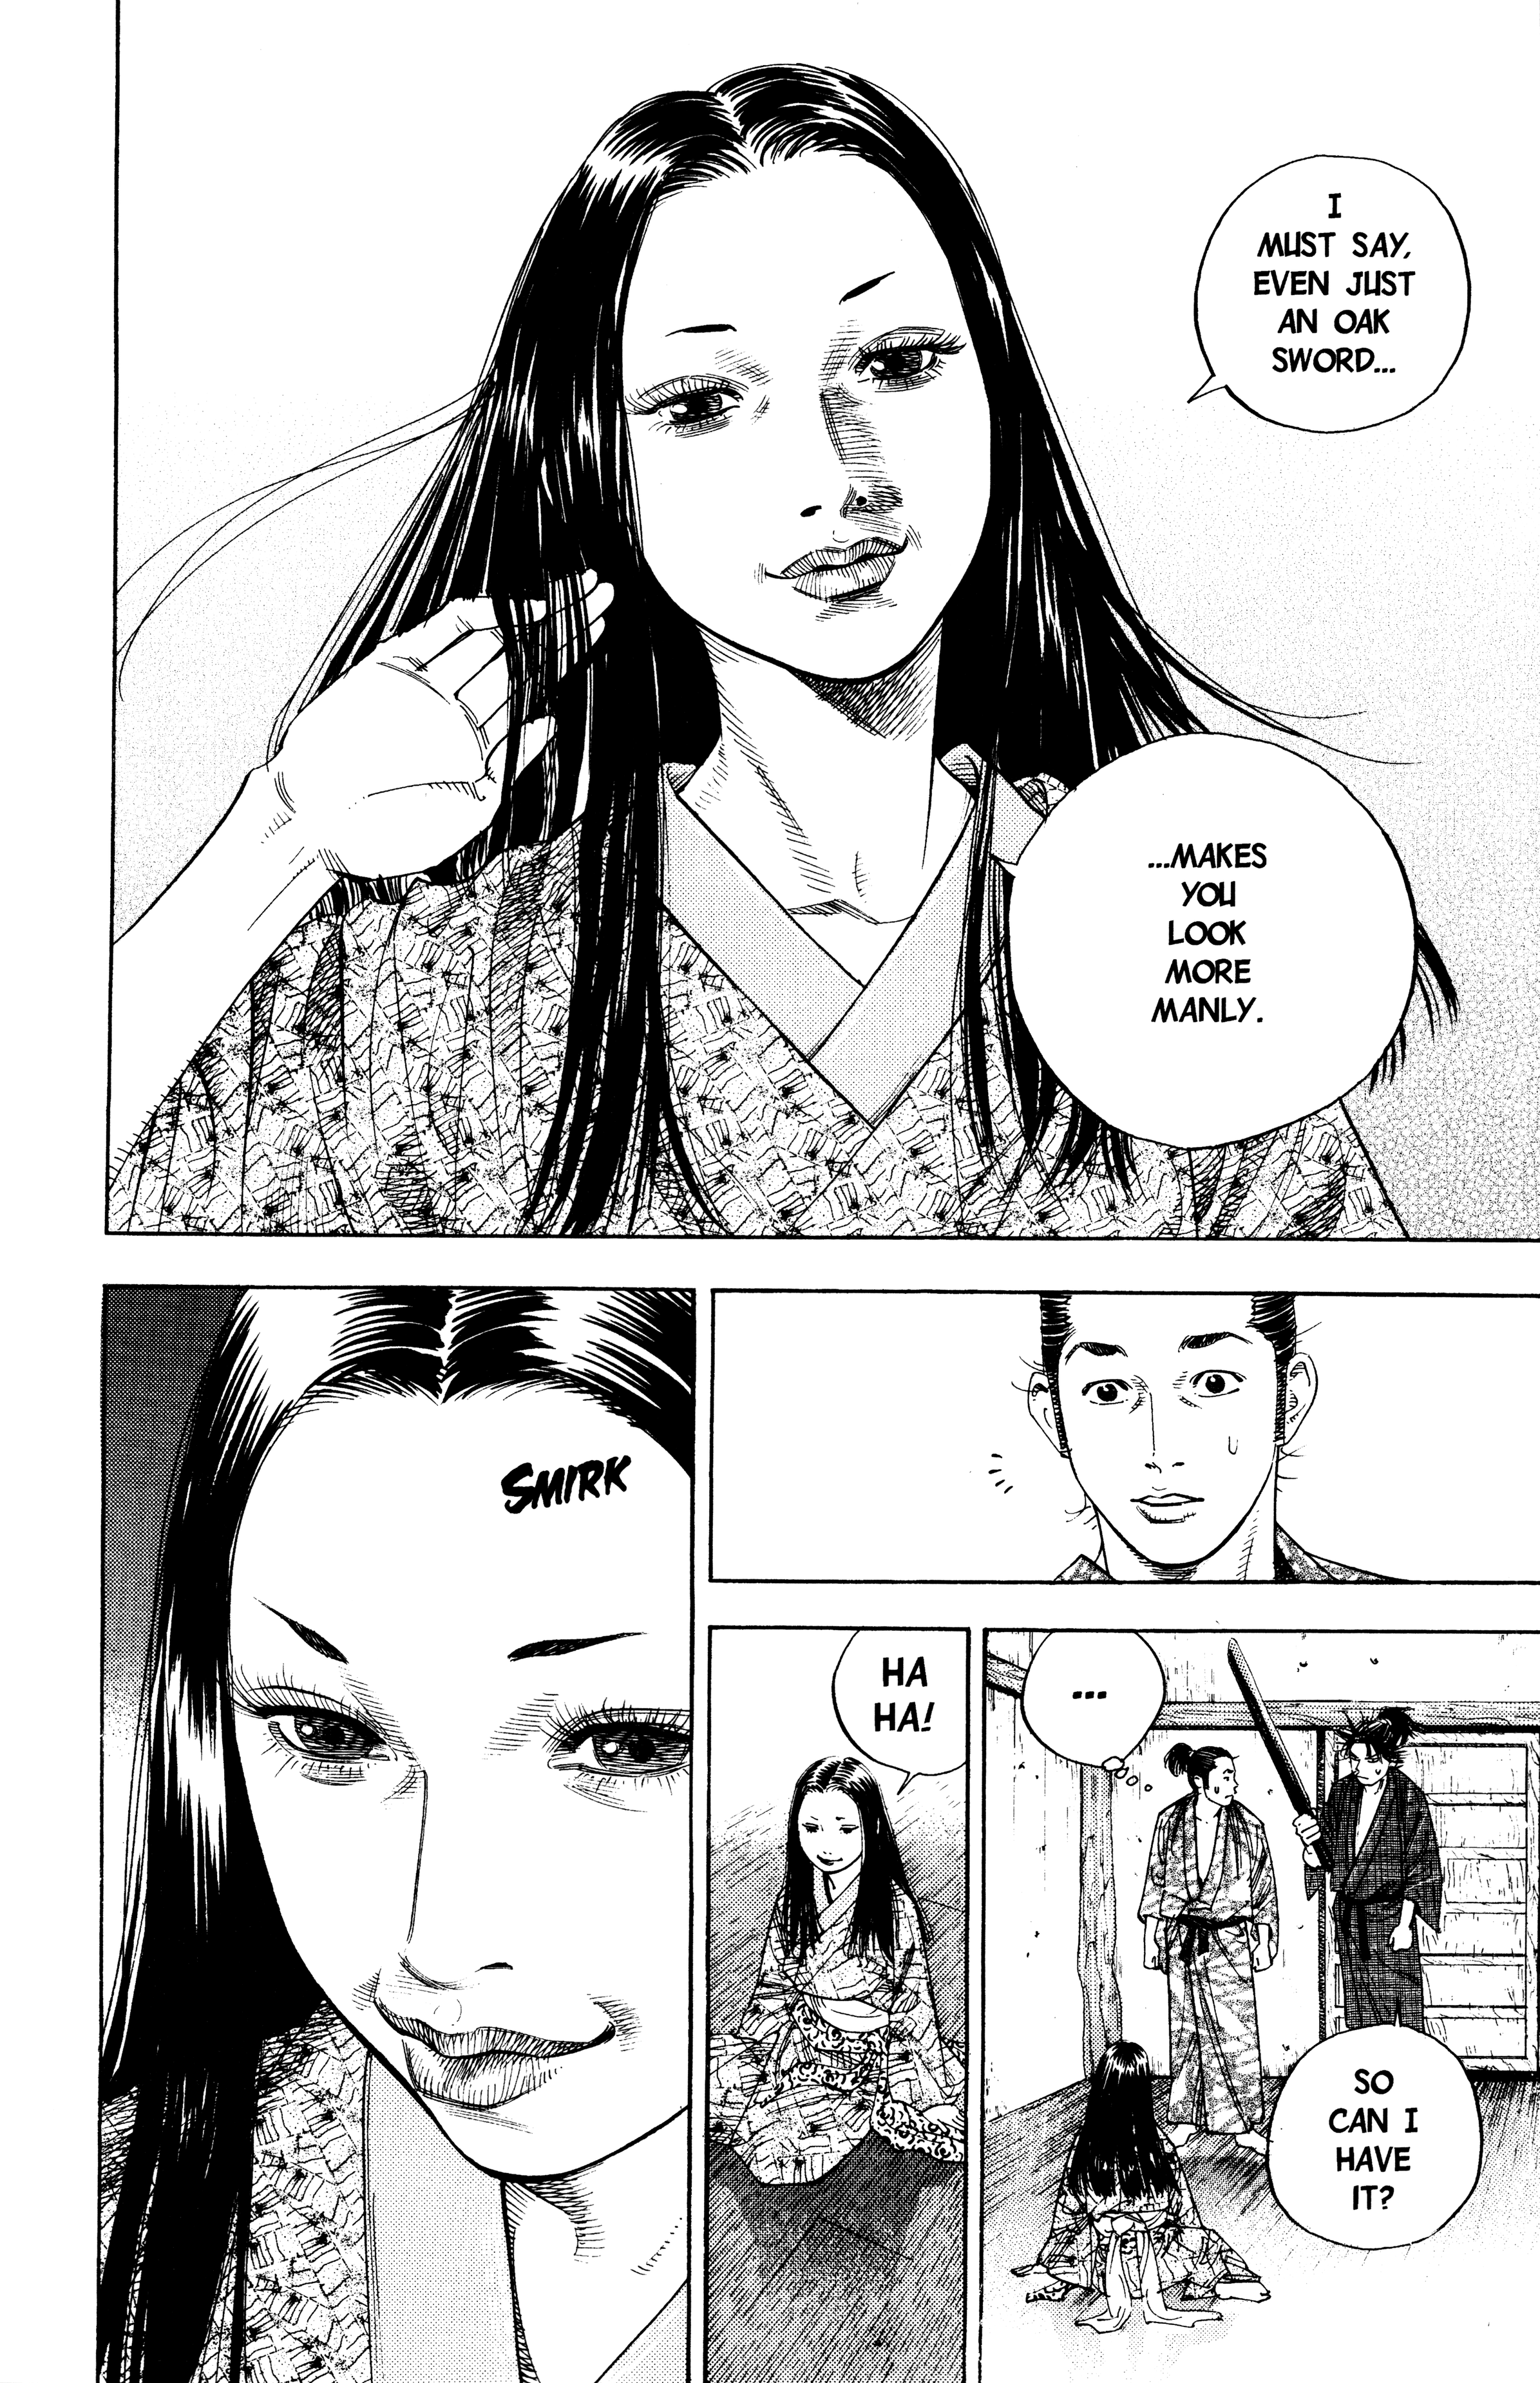 I
MUST SAY,
EVEN JUST
AN OAK
SWORD...
...MAKES
YOU
LOOK
MORE
MANLY.
...
SO
CAN I
HAVE
IT?
HA
HA!
SMIRK